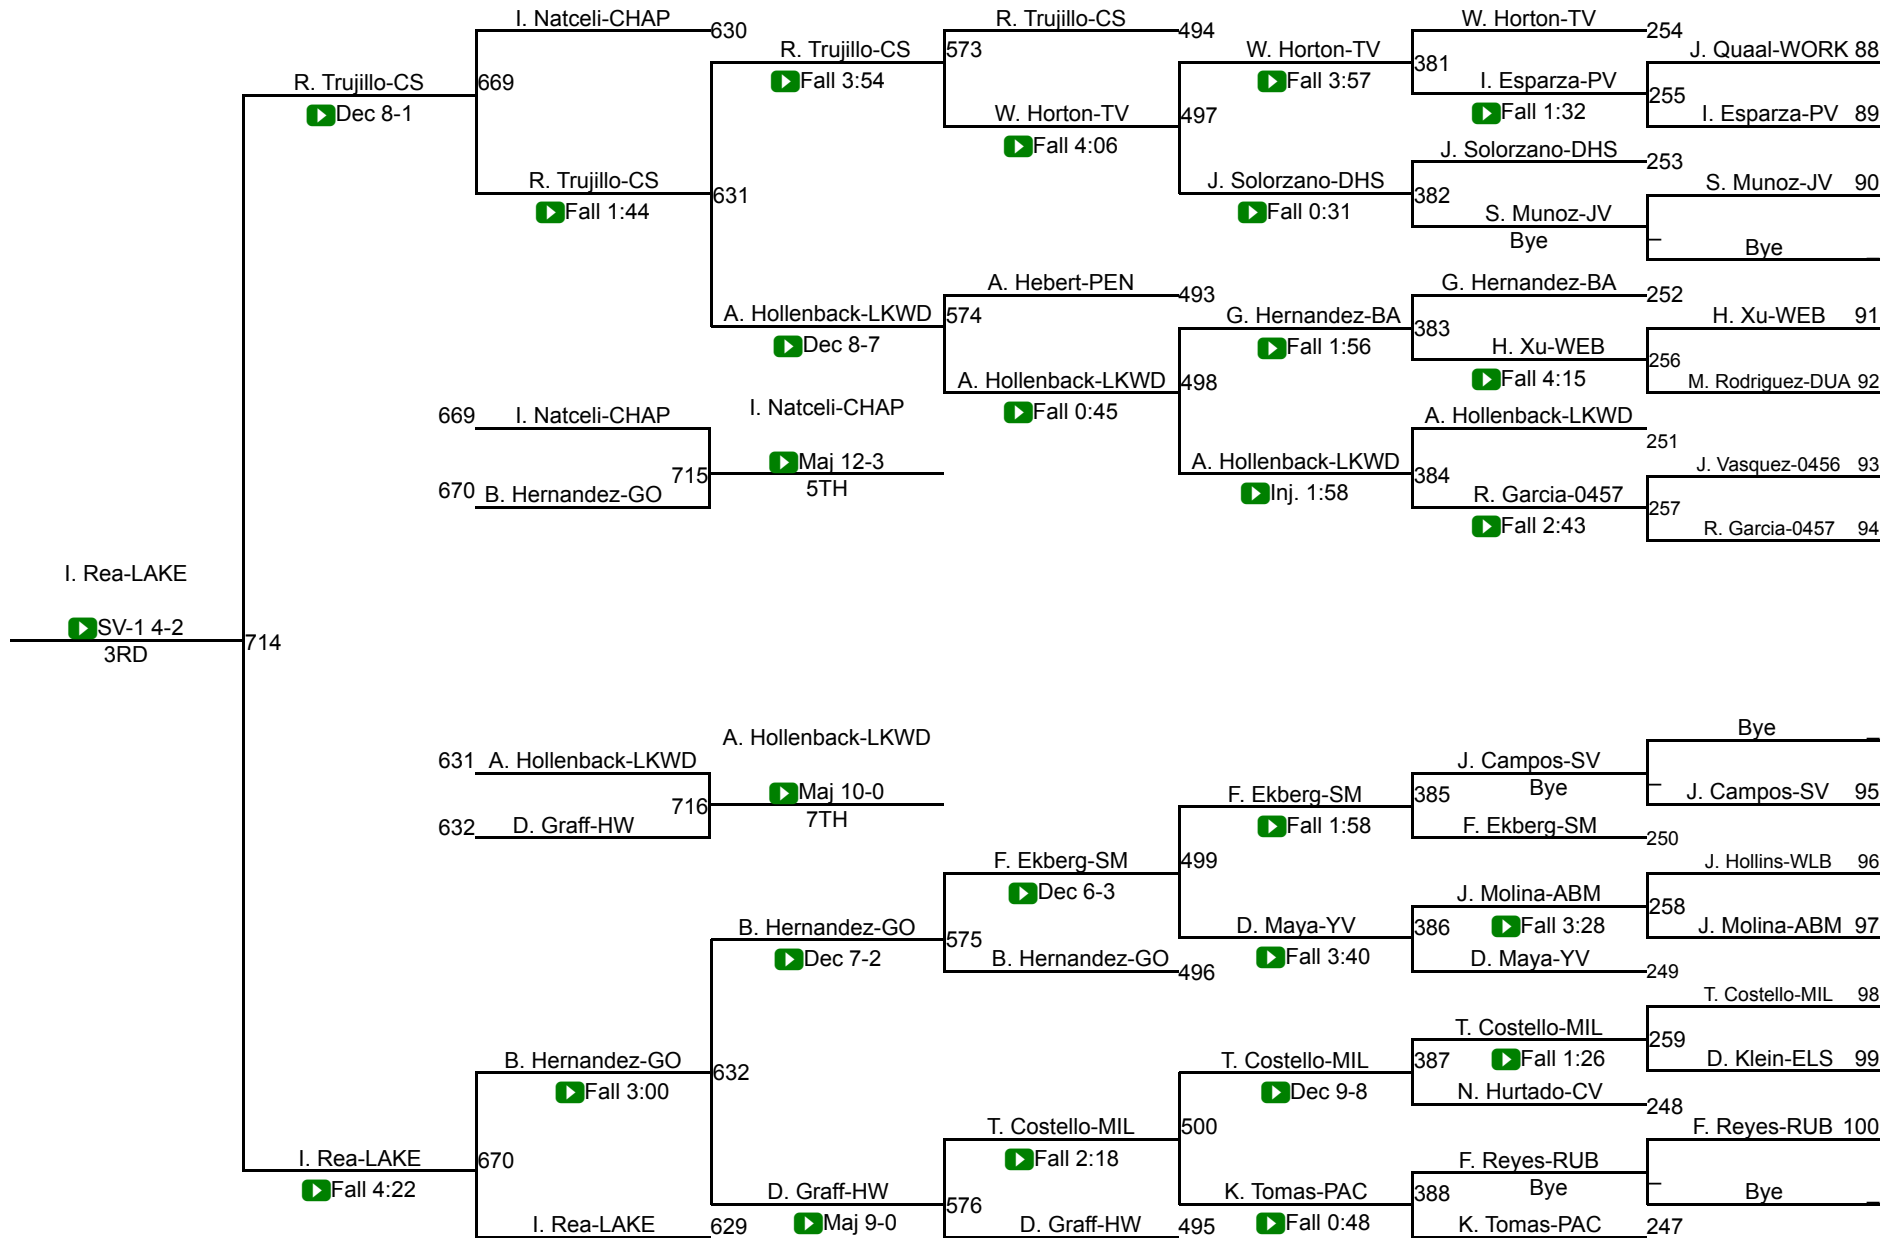 I. Natceli-CHAP
630
R. Trujillo-CS
494
W. Horton-TV
254
R. Trujillo-CS
573
W. Horton-TV
381
J. Quaal-WORK 88
R. Trujillo-CS
669
Fall 3:54
Fall 3:57
I. Esparza-PV
255
Dec 8-1
W. Horton-TV
497
Fall 1:32
I. Esparza-PV 89
Fall 4:06
J. Solorzano-DHS
253
R. Trujillo-CS
631
J. Solorzano-DHS
382
S. Munoz-JV 90
Fall 1:44
Fall 0:31
S. Munoz-JV
Bye
Bye
A. Hebert-PEN
493
G. Hernandez-BA
252
A. Hollenback-LKWD
574
G. Hernandez-BA
383
H. Xu-WEB 91
Dec 8-7
Fall 1:56
H. Xu-WEB
256
A. Hollenback-LKWD
498
Fall 4:15
M. Rodriguez-DUA 92
669
I. Natceli-CHAP
I. Natceli-CHAP
Fall 0:45
A. Hollenback-LKWD
251
715
Maj 12-3
A. Hollenback-LKWD
384
J. Vasquez-0456 93
670
B. Hernandez-GO
5TH
Inj. 1:58
R. Garcia-0457
257
Fall 2:43
R. Garcia-0457 94
I. Rea-LAKE
SV-1 4-2
714
3RD
A. Hollenback-LKWD
Bye
631
A. Hollenback-LKWD
J. Campos-SV
716
Maj 10-0
F. Ekberg-SM
385
Bye
J. Campos-SV 95
632
D. Graff-HW
7TH
Fall 1:58
F. Ekberg-SM
250
F. Ekberg-SM
499
J. Hollins-WLB 96
Dec 6-3
J. Molina-ABM
258
B. Hernandez-GO
575
D. Maya-YV
386
Fall 3:28
J. Molina-ABM 97
Dec 7-2
B. Hernandez-GO
496
Fall 3:40
D. Maya-YV
249
T. Costello-MIL 98
T. Costello-MIL
259
B. Hernandez-GO
632
T. Costello-MIL
387
Fall 1:26
D. Klein-ELS 99
Fall 3:00
Dec 9-8
N. Hurtado-CV
248
T. Costello-MIL
500
F. Reyes-RUB 100
I. Rea-LAKE
670
Fall 2:18
F. Reyes-RUB
Fall 4:22
D. Graff-HW
576
K. Tomas-PAC
388
Bye
Bye
I. Rea-LAKE
629
Maj 9-0
D. Graff-HW
495
Fall 0:48
K. Tomas-PAC
247